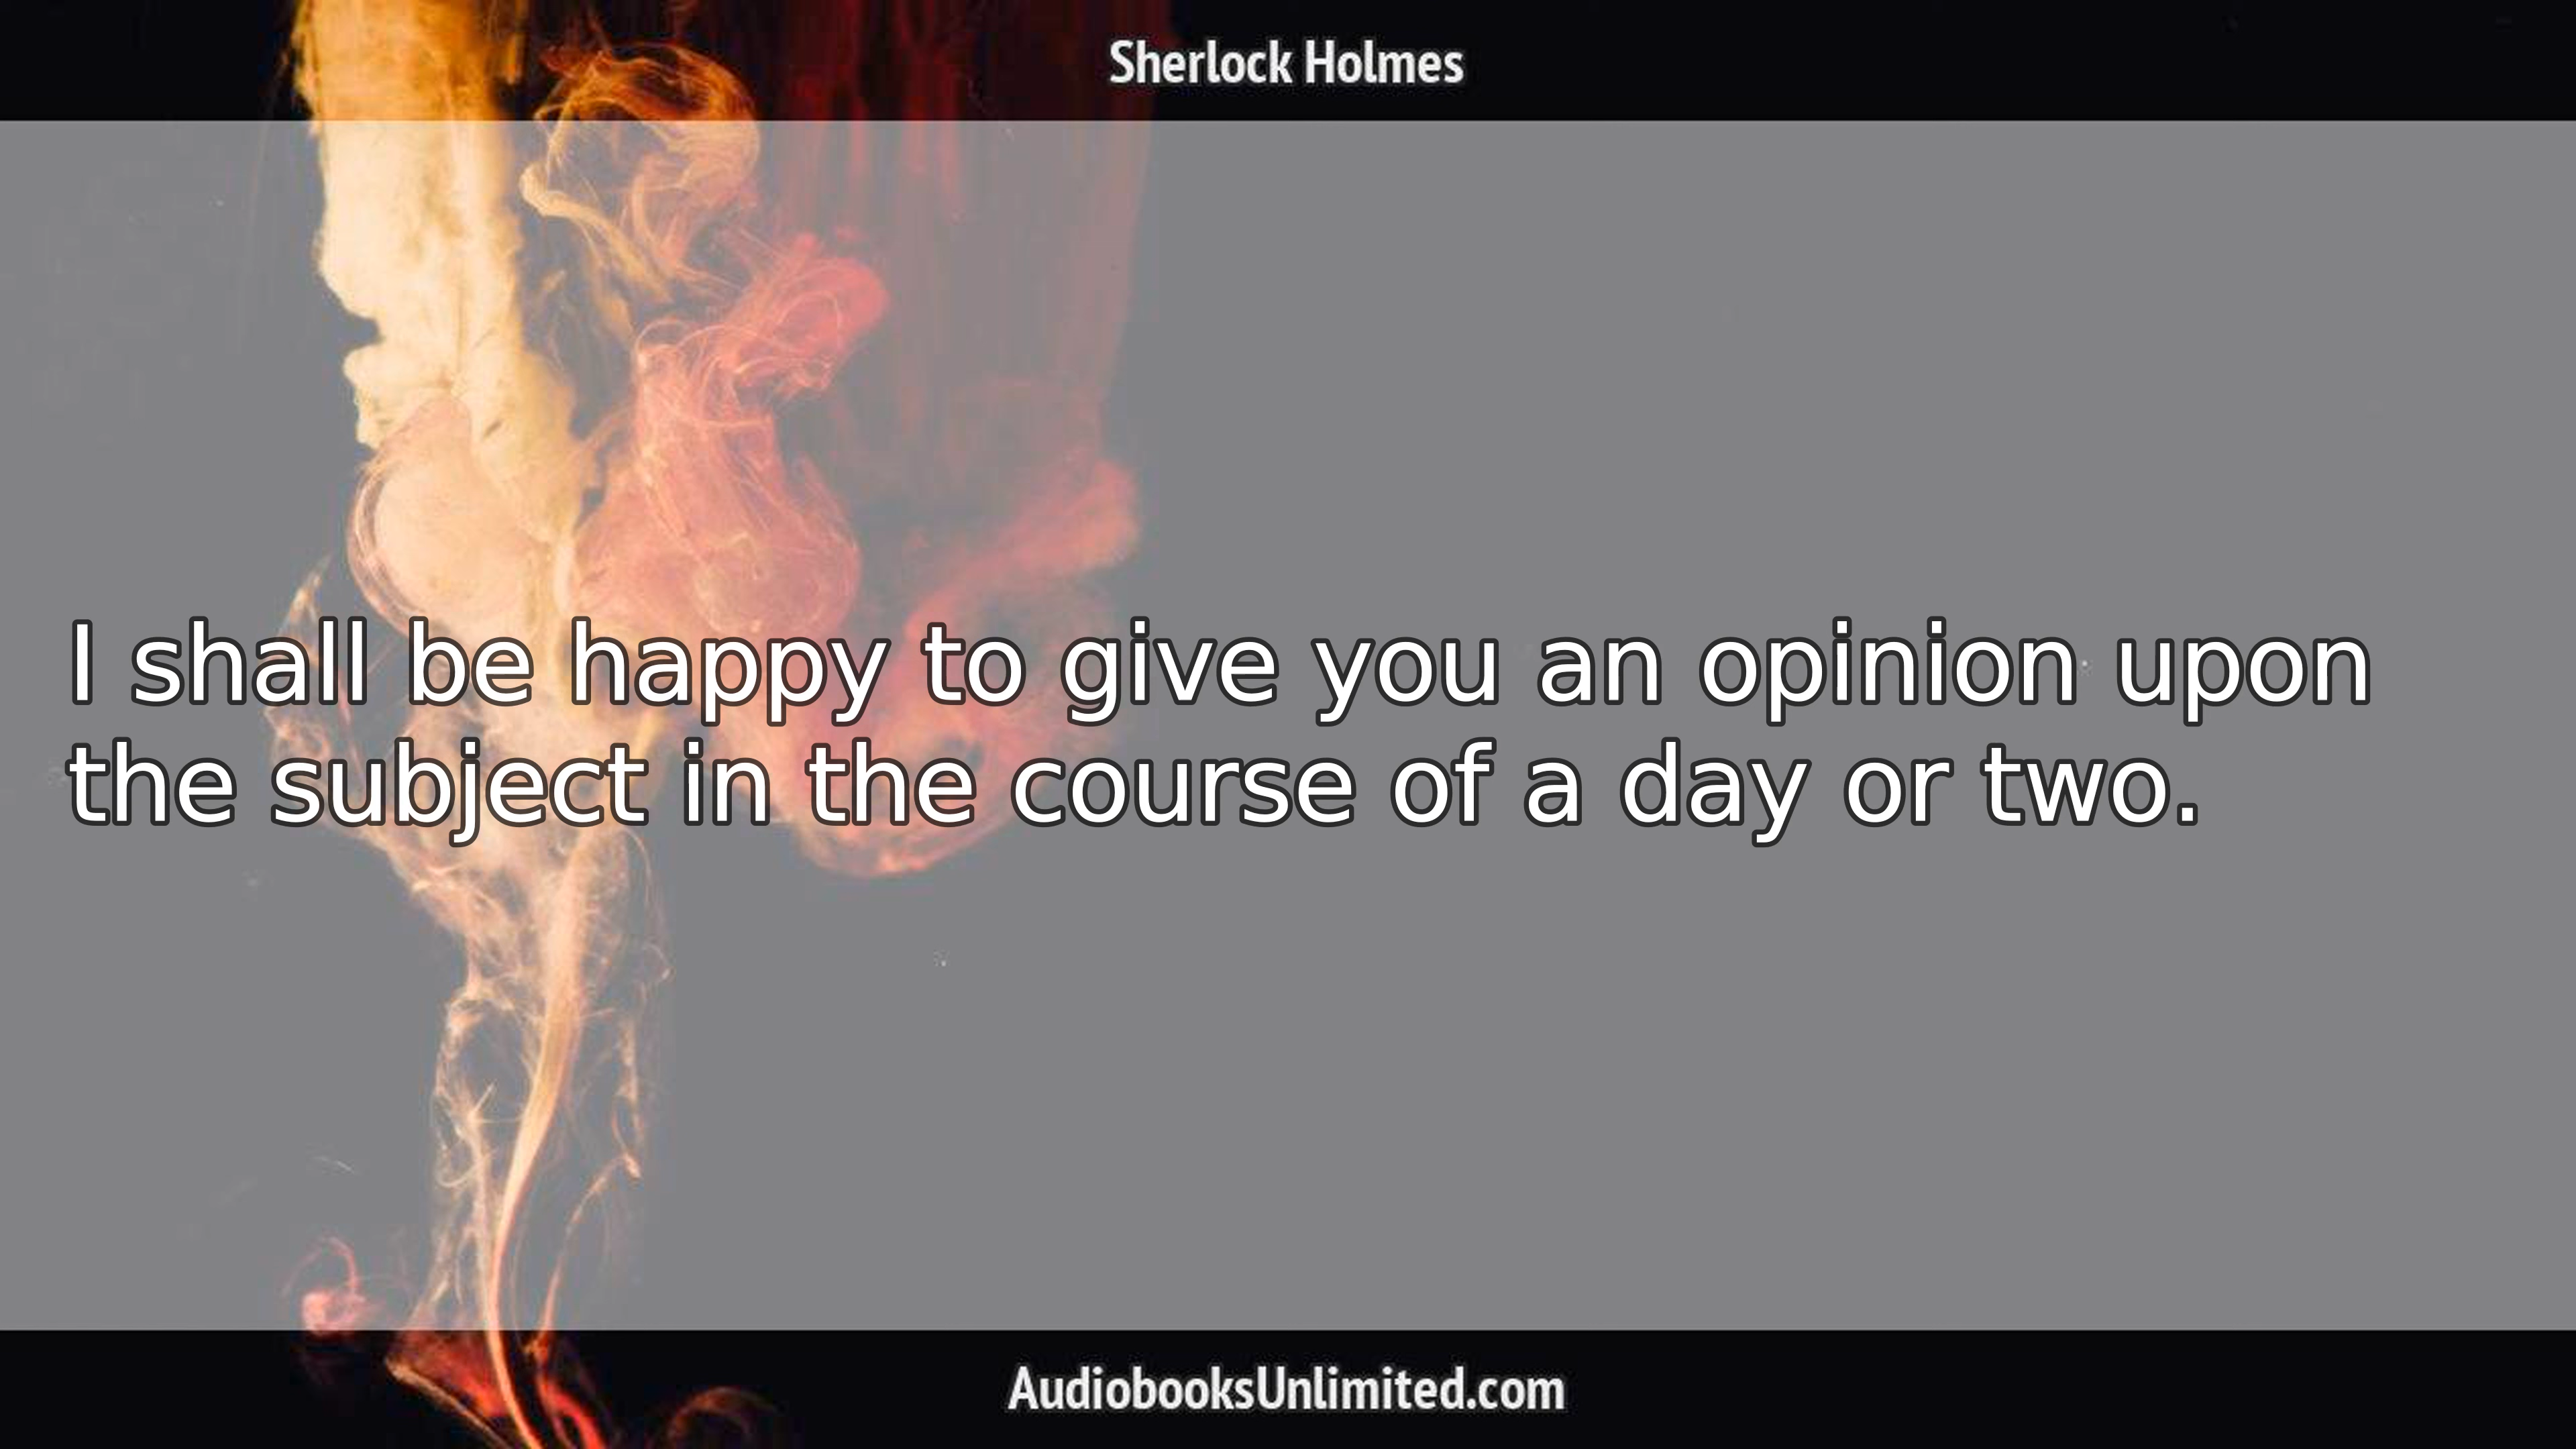 Sherlock Holmes
I shall be happy to give you an opinion upon
the subject in the course of a day or two.
AudiobooksUnlimited.com